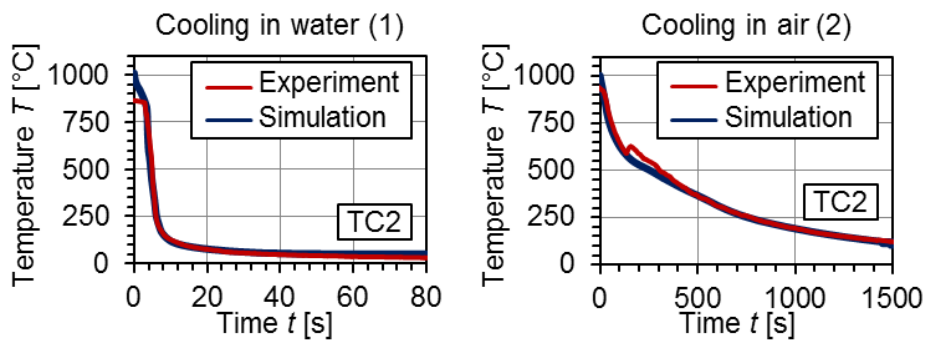 Cooling in water (1)
Temperature T [°C]
1000
750
500
250
0
Experiment
Simulation
TC2
0 20 40 60 80
Time t [s]
Cooling in air (2)
Temperature T [°C]
1000
750
500
250
0
Experiment
Simulation
TC2
0 500 1000 1500
Time t [s]